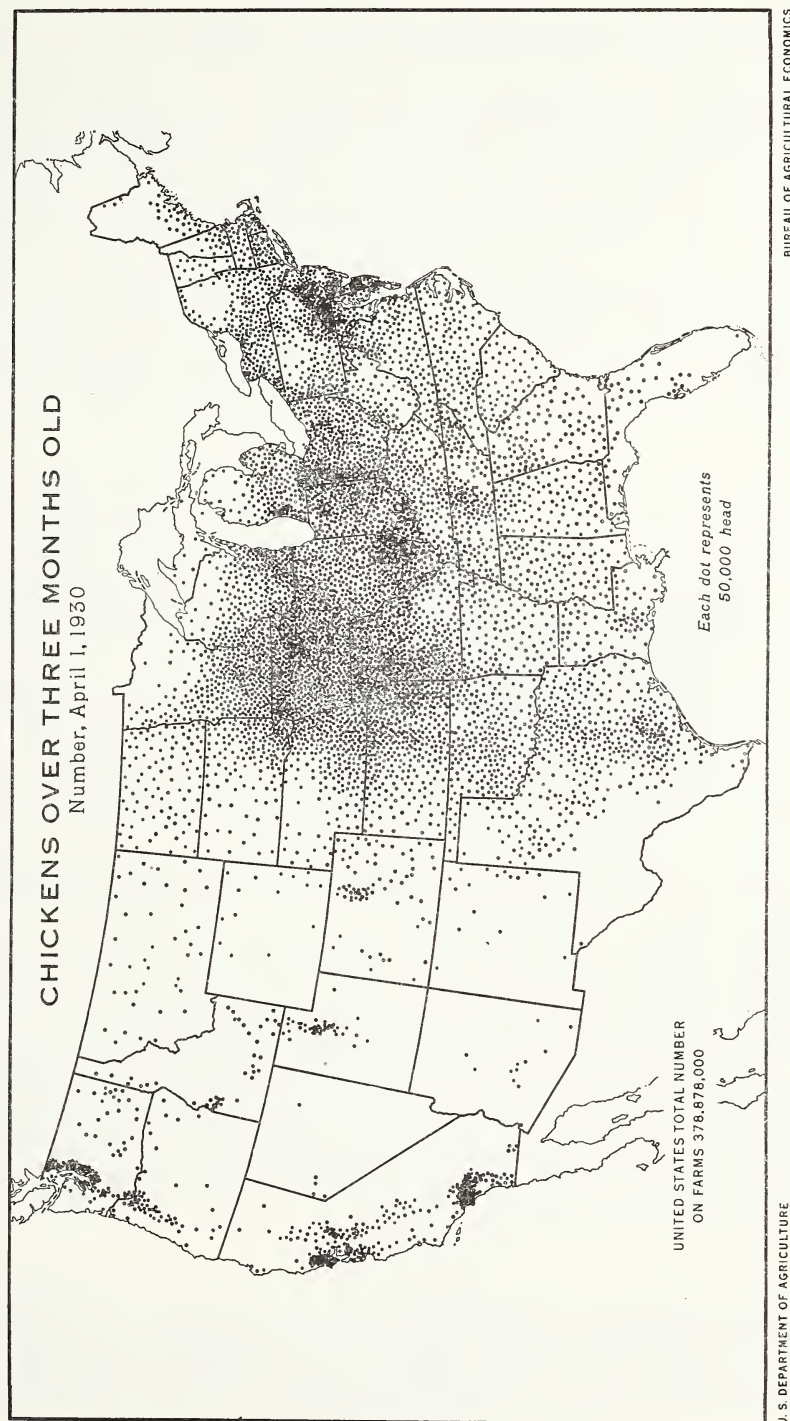 CHICKENS OVER THREE MONTHS OLD
Number, April 1, 1930
Each dot represents
50,000 head
UNITED STATES TOTAL NUMBER
ON FARMS 378,878,000
U.S. DEPARTMENT OF AGRICULTURE
BUREAU OF AGRICULTURAL ECONOMICS